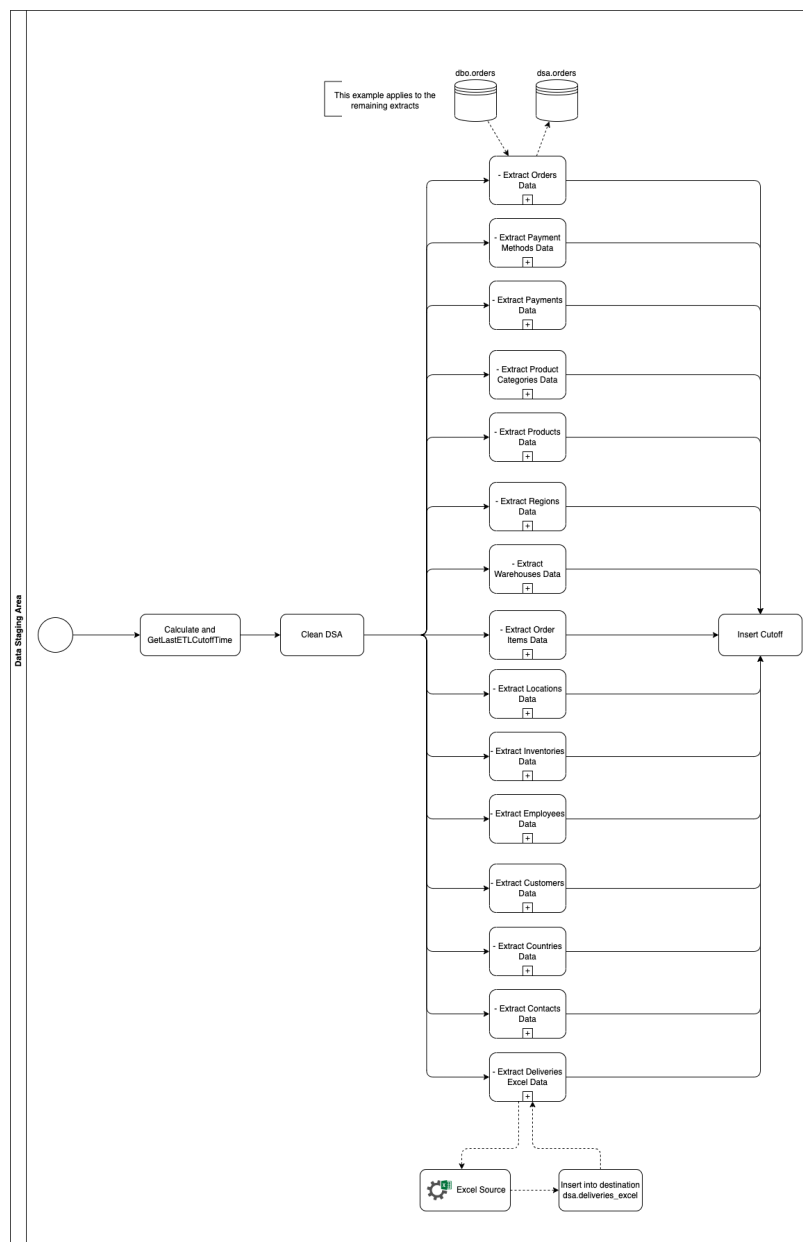 dbo.orders
dsa.orders
This example applies to the
remaining extracts
- Extract Orders
Data
- Extract Payment
Methods Data
- Extract Payments
Data
- Extract Product
Categories Data
- Extract Products
Data
- Extract Regions
Data
- Extract
Warehouses Data
Data Staging Area
Calculate and
GetLastETLCutoffTime
Clean DSA
- Extract Order
Items Data
Insert Cutoff
- Extract Locations
Data
- Extract Inventories
Data
- Extract Employees
Data
- Extract Customers
Data
- Extract Countries
Data
- Extract Contacts
Data
- Extract Deliveries
Excel Data
Excel Source
Insert into destination
dsa.deliveries_excel